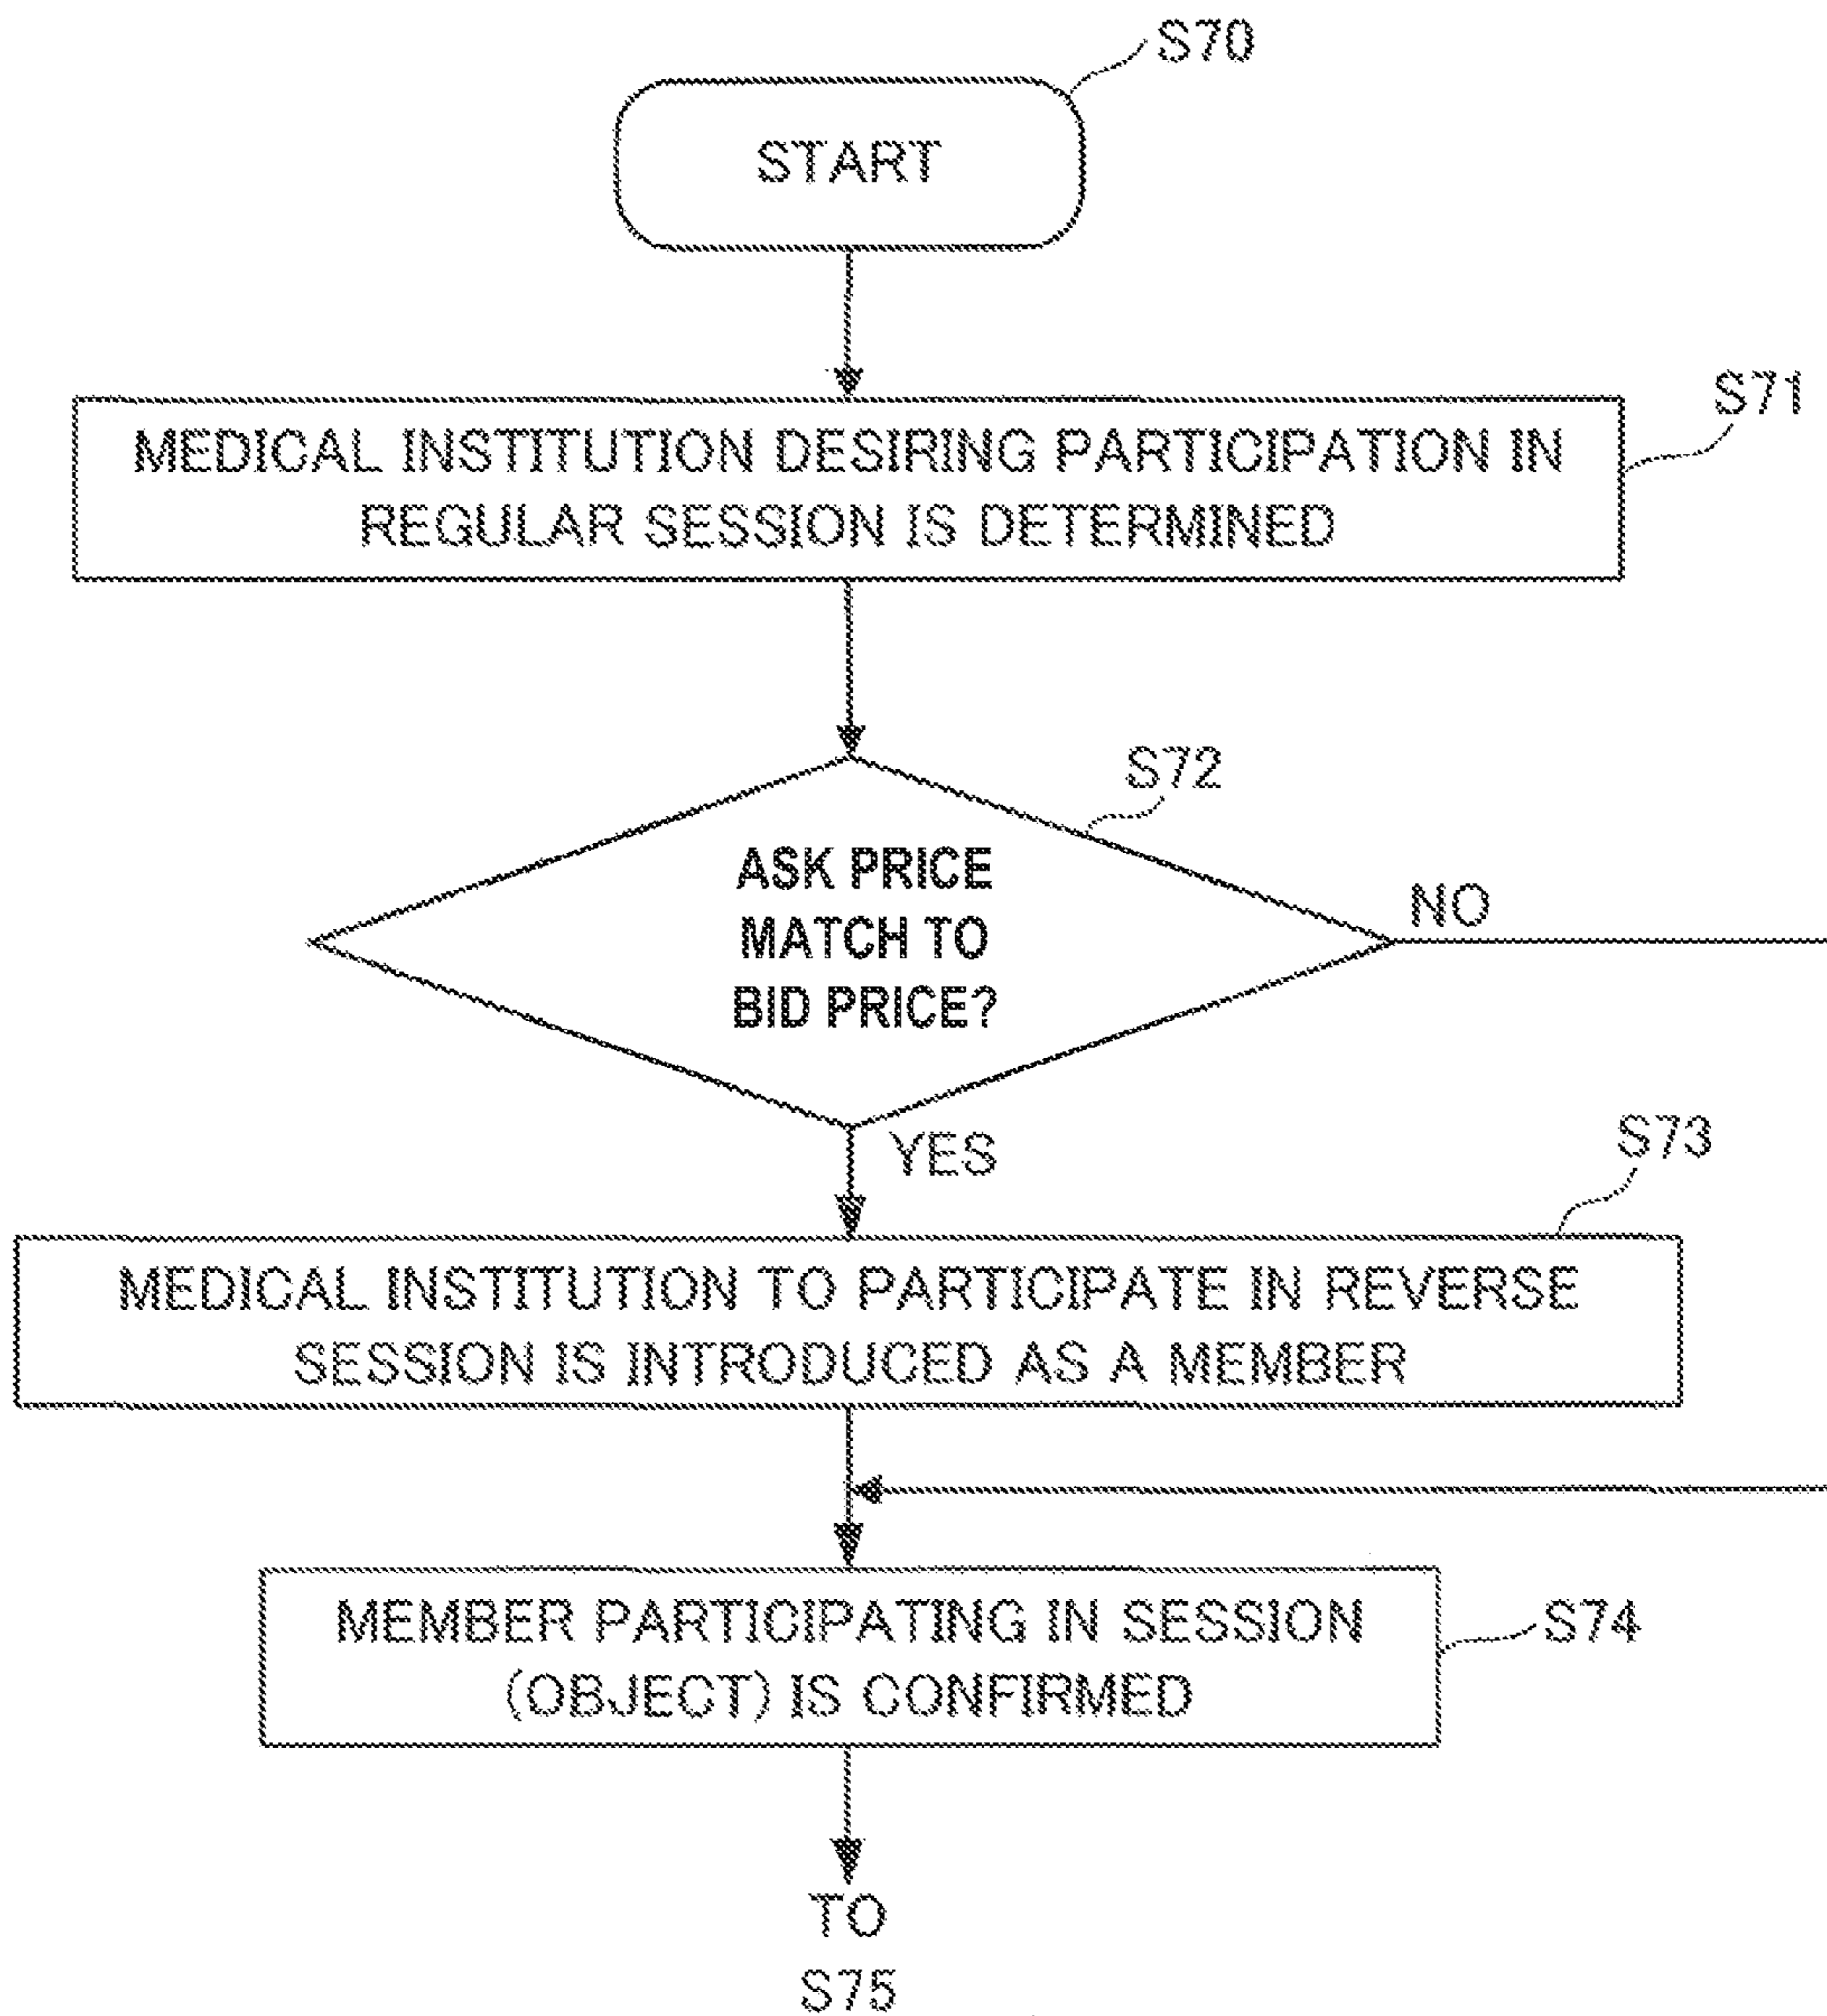 S70
START
S71
MEDICAL INSTITUTION DESIRING PARTICIPATION IN
REGULAR SESSION IS DETERMINED
S72
ASK PRICE
MATCH TO
BID PRICE?
NO
YES
S73
MEDICAL INSTITUTION TO PARTICIPATE IN REVERSE
SESSION IS INTRODUCED AS A MEMBER
MEMBER PARTICIPATING IN SESSION
(OBJECT) IS CONFIRMED
S74
TO
S75